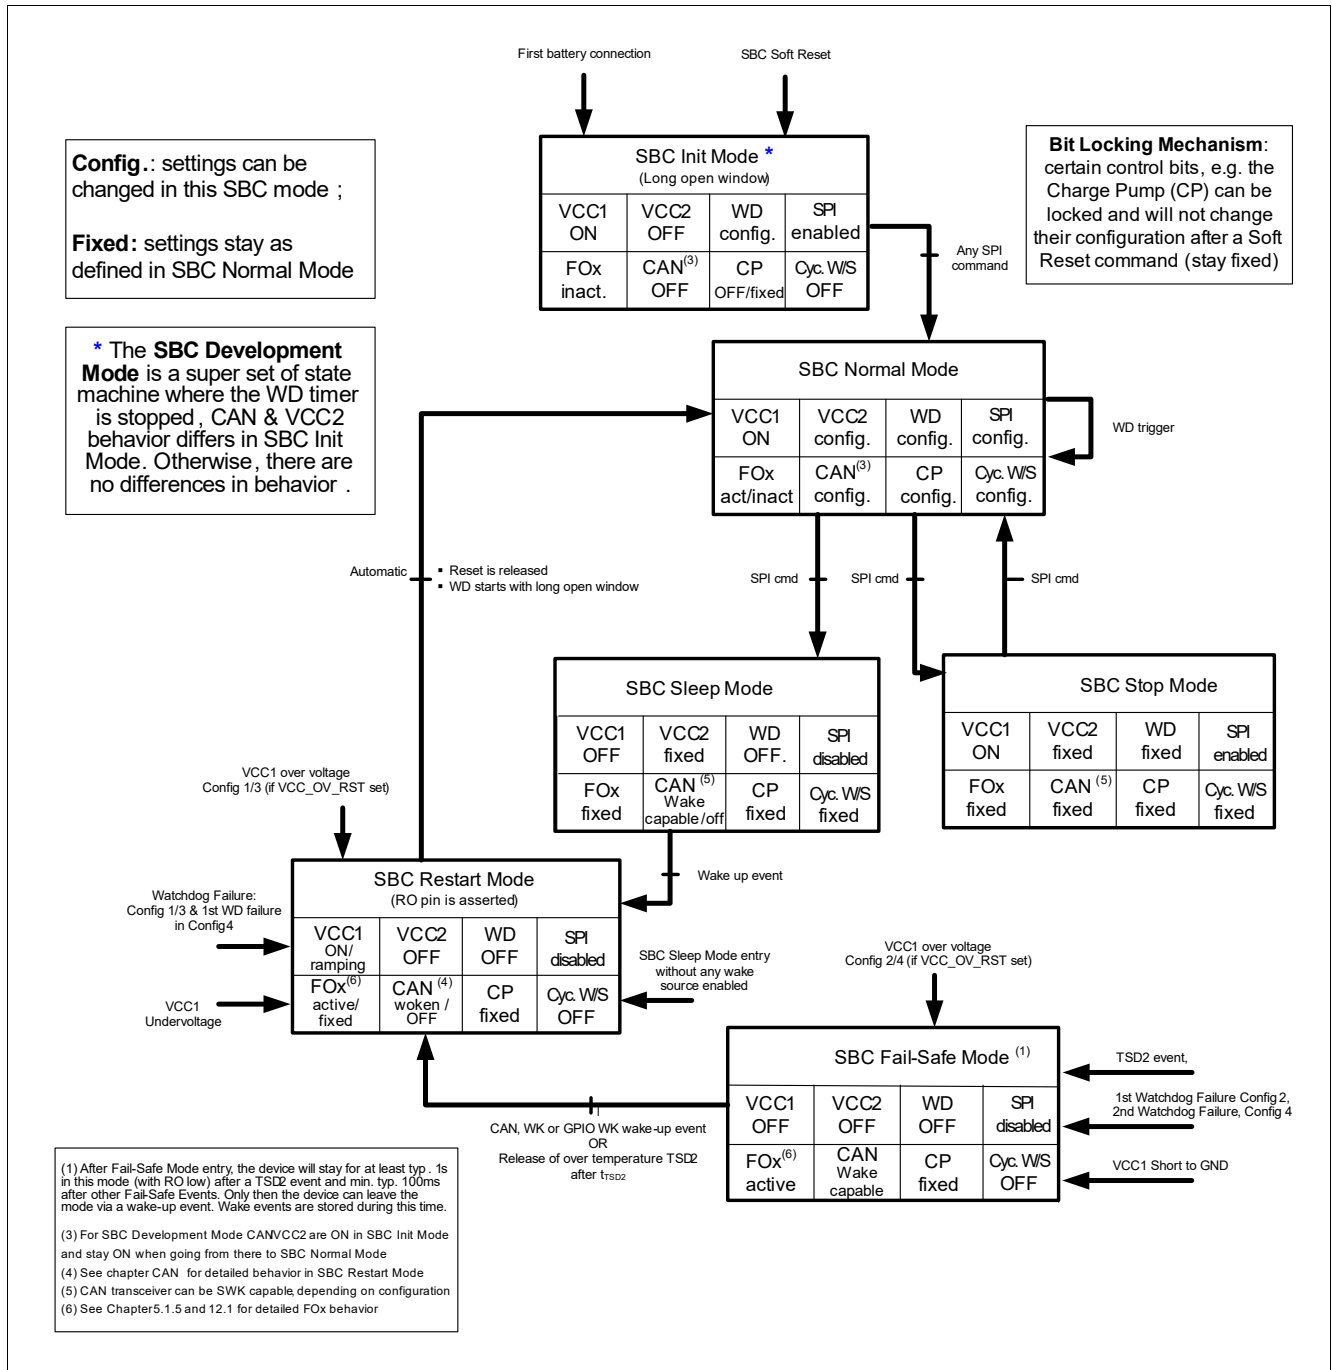 First battery connection
SBC Soft Reset
Config.: settings can be
changed in this SBC mode ;
Fixed: settings stay as
defined in SBC Normal Mode
SBC Init Mode *
(Long open window)
VCC1 VCC2 WD SPI
ON OFF config. enabled
FOx CAN(3) CP Cyc. W/S
inact. OFF OFF/fixed OFF
Bit Locking Mechanism:
certain control bits, e.g. the
Charge Pump (CP) can be
locked and will not change
their configuration after a Soft
Reset command (stay fixed)
Any SPI
command
* The SBC Development
Mode is a super set of state
machine where the WD timer
is stopped , CAN & VCC2
behavior differs in SBC Init
Mode. Otherwise, there are
no differences in behavior .
SBC Normal Mode
VCC1 VCC2 WD SPI
ON config. config. config.
FOx CAN(3) CP Cyc. W/S
act/inact config. config. config.
WD trigger
Automatic
▪ Reset is released
▪ WD starts with long open window
SPI cmd
SPI cmd
SPI cmd
SBC Sleep Mode
VCC1 VCC2 WD SPI
OFF fixed OFF. disabled
FOx CAN (5) CP Cyc. W/S
fixed Wake fixed fixed
capable/off
SBC Stop Mode
VCC1 VCC2 WD SPI
ON fixed fixed enabled
FOx CAN (5) CP Cyc. W/S
fixed fixed fixed fixed
VCC1 over voltage
Config 1/3 (if VCC_OV_RST set)
Wake up event
SBC Restart Mode
(RO pin is asserted)
VCC1 VCC2 WD SPI
ON/ OFF OFF disabled
ramping
FOx(6) CAN (4) CP Cyc. W/S
active/ woken / fixed OFF
fixed OFF
Watchdog Failure:
Config 1/3 & 1st WD failure
in Config4
VCC1
Undervoltage
SBC Sleep Mode entry
without any wake
source enabled
VCC1 over voltage
Config 2/4 (if VCC_OV_RST set)
SBC Fail-Safe Mode (1)
VCC1 VCC2 WD SPI
OFF OFF OFF disabled
FOx(6) CAN CP Cyc. W/S
active Wake fixed OFF
capable
TSD2 event,
1st Watchdog Failure Config 2,
2nd Watchdog Failure, Config 4
VCC1 Short to GND
CAN, WK or GPIO WK wake-up event
OR
Release of over temperature TSD2
after tTSD2
(1) After Fail-Safe Mode entry, the device will stay for at least typ . 1s
in this mode (with RO low) after a TSD2 event and min. typ. 100ms
after other Fail-Safe Events. Only then the device can leave the
mode via a wake-up event. Wake events are stored during this time.
(3) For SBC Development Mode CAN/VCC2 are ON in SBC Init Mode
and stay ON when going from there to SBC Normal Mode
(4) See chapter CAN for detailed behavior in SBC Restart Mode
(5) CAN transceiver can be SWK capable, depending on configuration
(6) See Chapter 5.1.5 and 12.1 for detailed FOx behavior